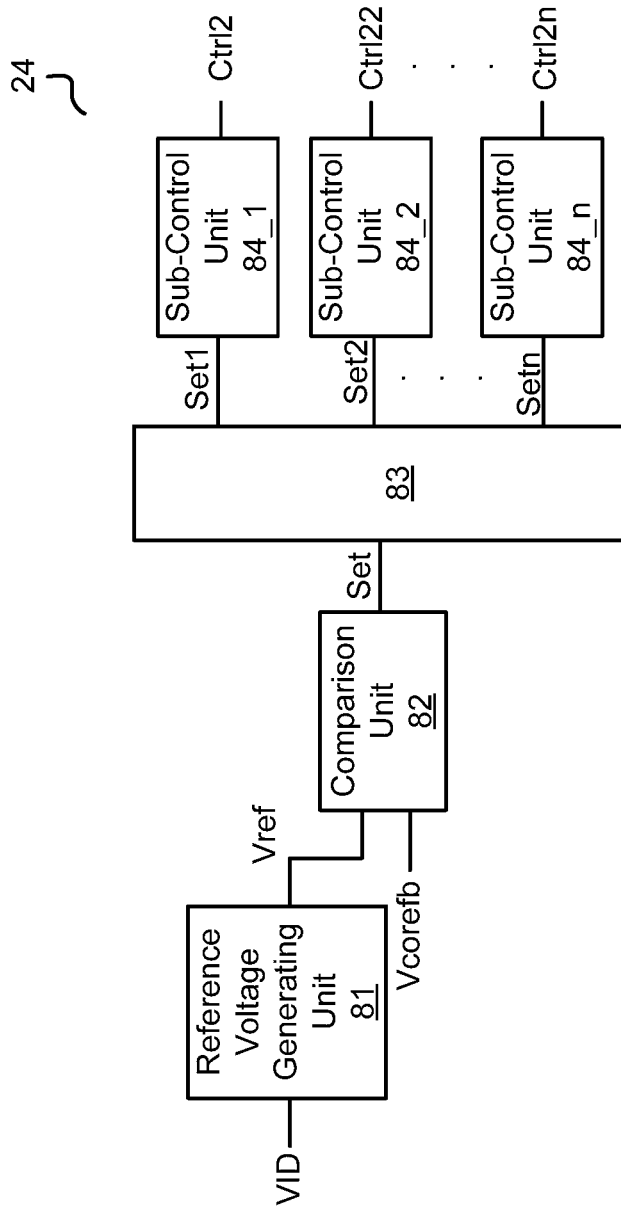 24
VID
Reference
Voltage
Generating
Unit
81
Vref
Vcorefb
Comparison
Unit
82
Set
83
Set1
Sub-Control
Unit
84_1
Ctrl2
Set2
Sub-Control
Unit
84_2
Ctrl22
. . .
. . .
Setn
Sub-Control
Unit
84_n
Ctrl2n